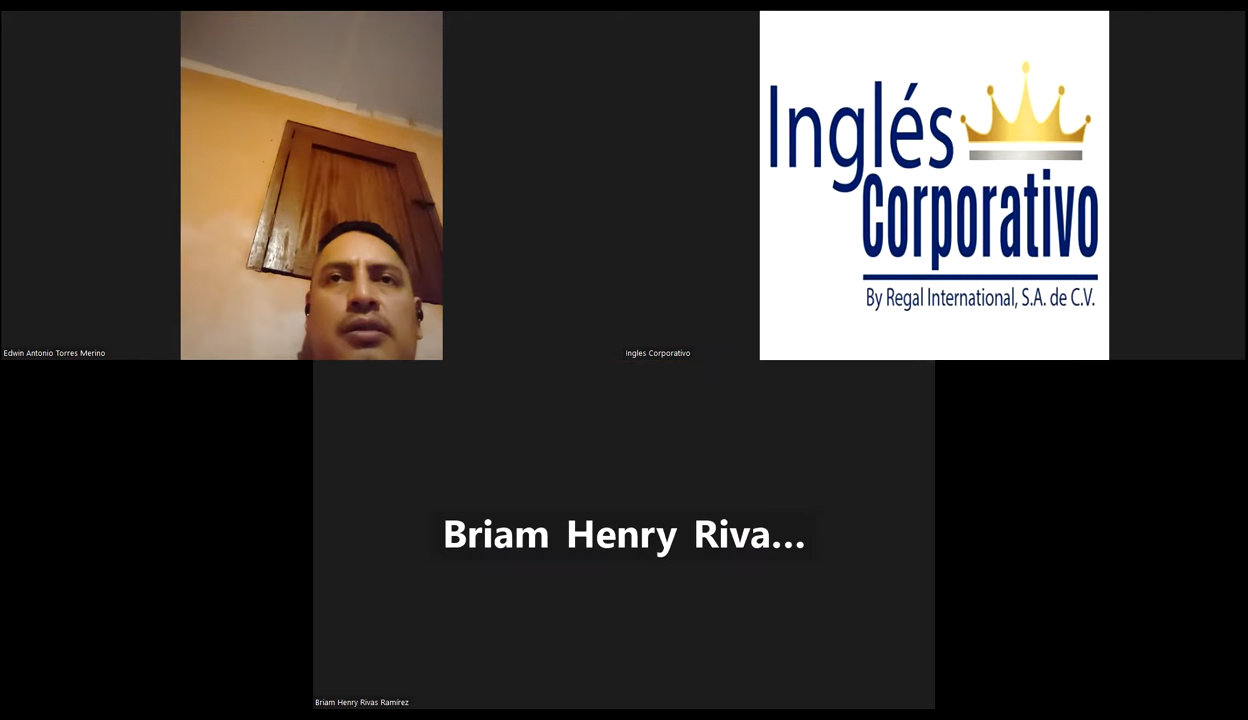 Inglés
Corporativo
By Regal International, S.A. de C.V.
Edwin Antonio Torres Merino
Ingles Corporativo
Briam Henry Riva...
Briam Henry Rivas Ramírez